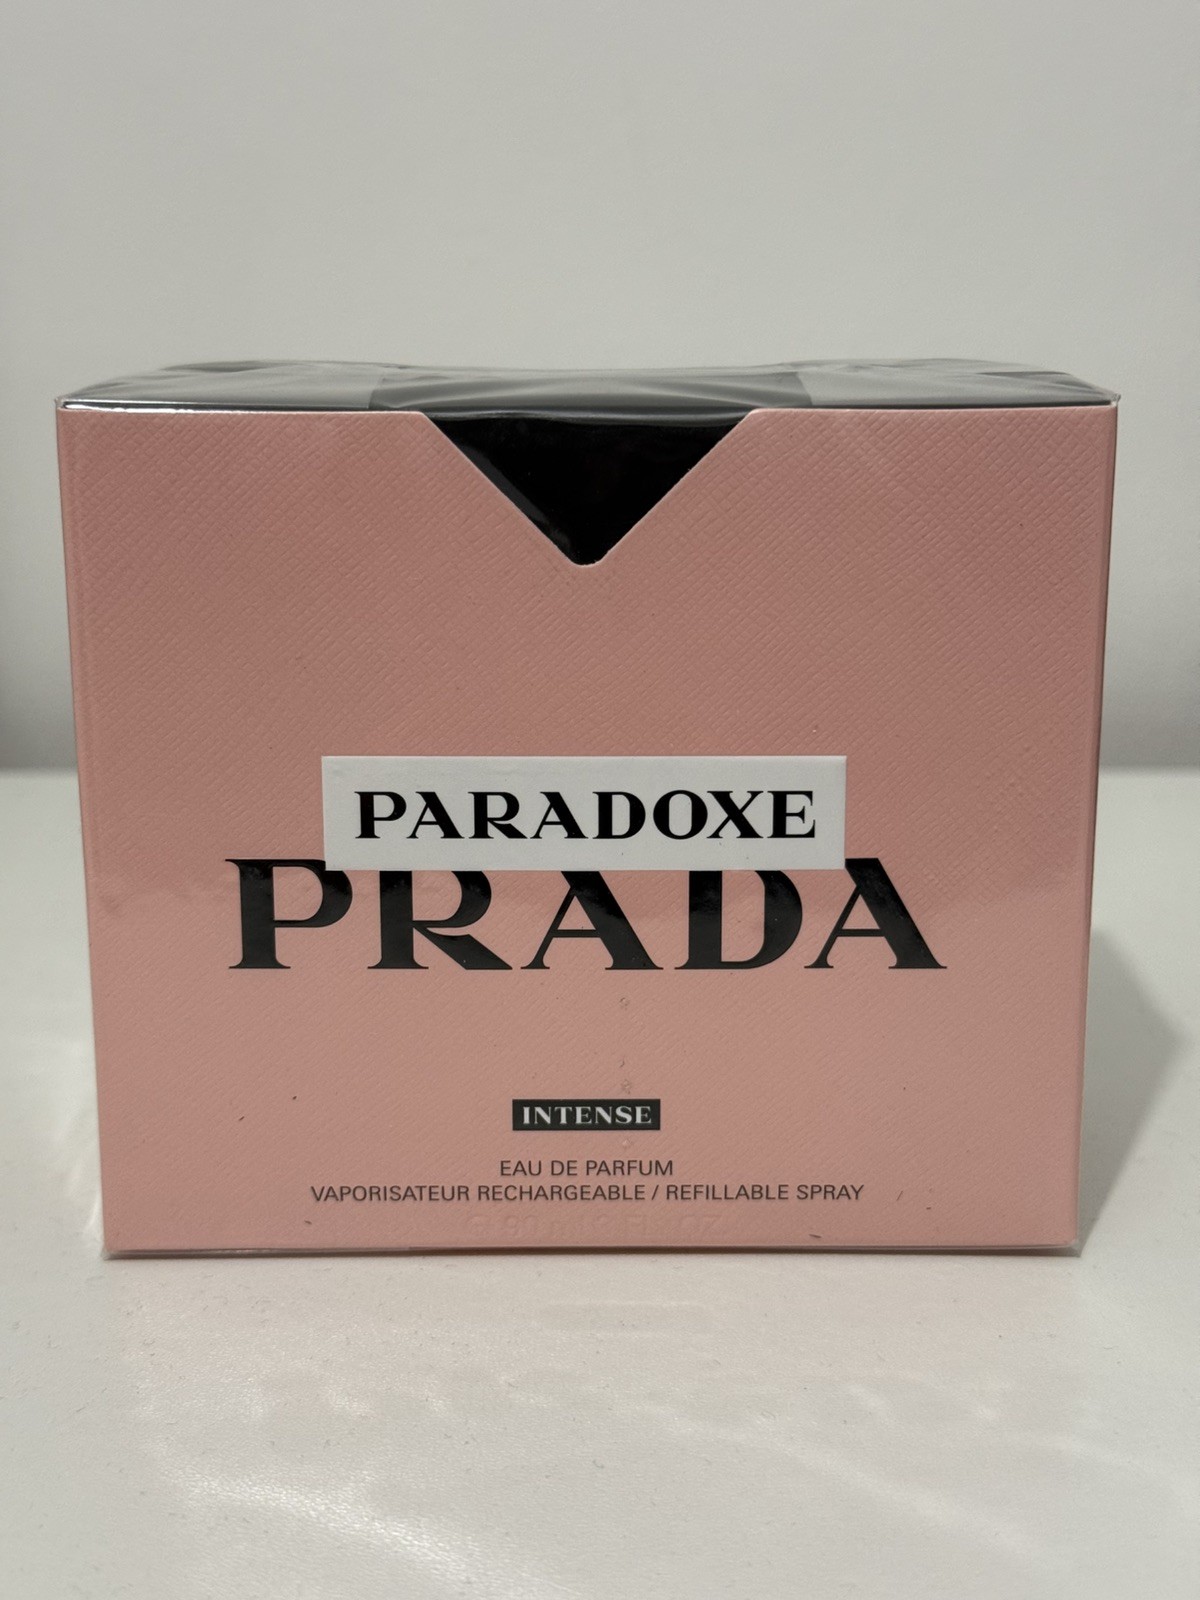 PARADOXE
PRADA
INTENSE
EAU DE PARFUM
VAPORISATEUR RECHARGEABLE / REFILLABLE SPRAY